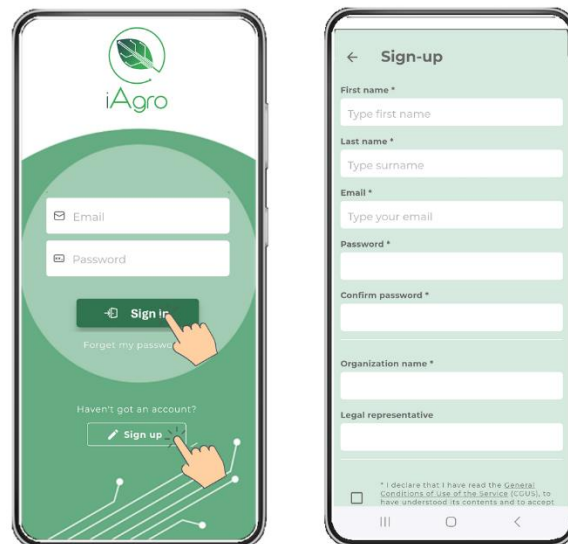 iAgro
Email
Password
Sign in
Forget my password
Haven't got an account?
Sign up
Sign-up
First name *
Type first name
Last name *
Type surname
Email *
Type your email
Password *
Confirm password *
Organization name *
Legal representative
* I declare that I have read the General
Conditions of Use of the Service (CGUS), to
have understood its contents and to accept